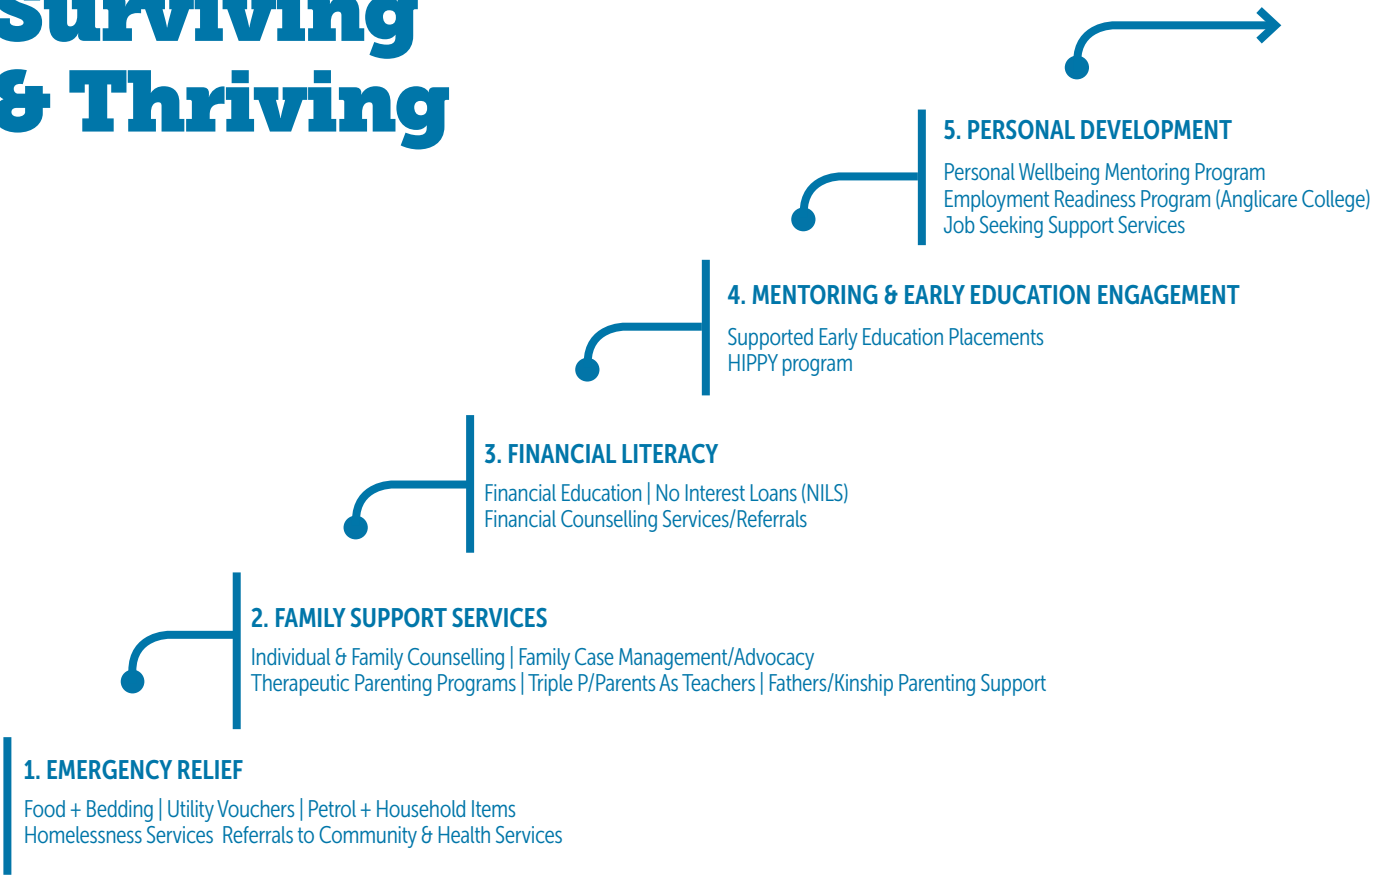 Surviving
& Thriving
5. PERSONAL DEVELOPMENT
Personal Wellbeing Mentoring Program
Employment Readiness Program (Anglicare College)
Job Seeking Support Services
4. MENTORING & EARLY EDUCATION ENGAGEMENT
Supported Early Education Placements
HIPPY program
3. FINANCIAL LITERACY
Financial Education | No Interest Loans (NILS)
Financial Counselling Services/Referrals
2. FAMILY SUPPORT SERVICES
Individual & Family Counselling | Family Case Management/Advocacy
Therapeutic Parenting Programs | Triple P/Parents As Teachers | Fathers/Kinship Parenting Support
1. EMERGENCY RELIEF
Food + Bedding | Utility Vouchers | Petrol + Household Items
Homelessness Services  Referrals to Community & Health Services